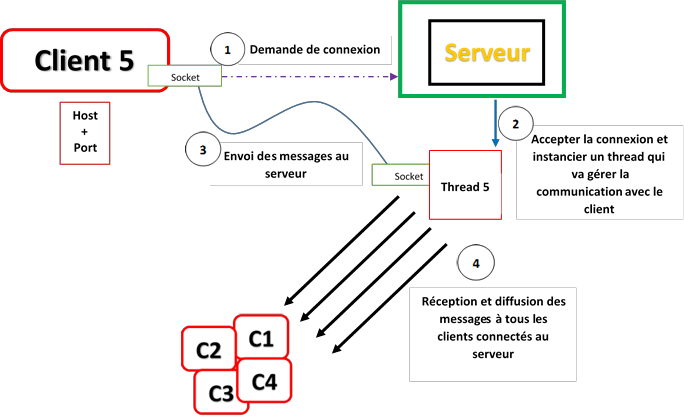 Client 5
Socket
1
Demande de connexion
Serveur
Host
+
Port
2
Accepter la connexion et
instancier un thread qui
va gérer la
communication avec le
client
3
Envoi des messages au
serveur
Socket
Thread 5
4
Réception et diffusion des
messages à tous les
clients connectés au
serveur
C1
C2
C4
C3